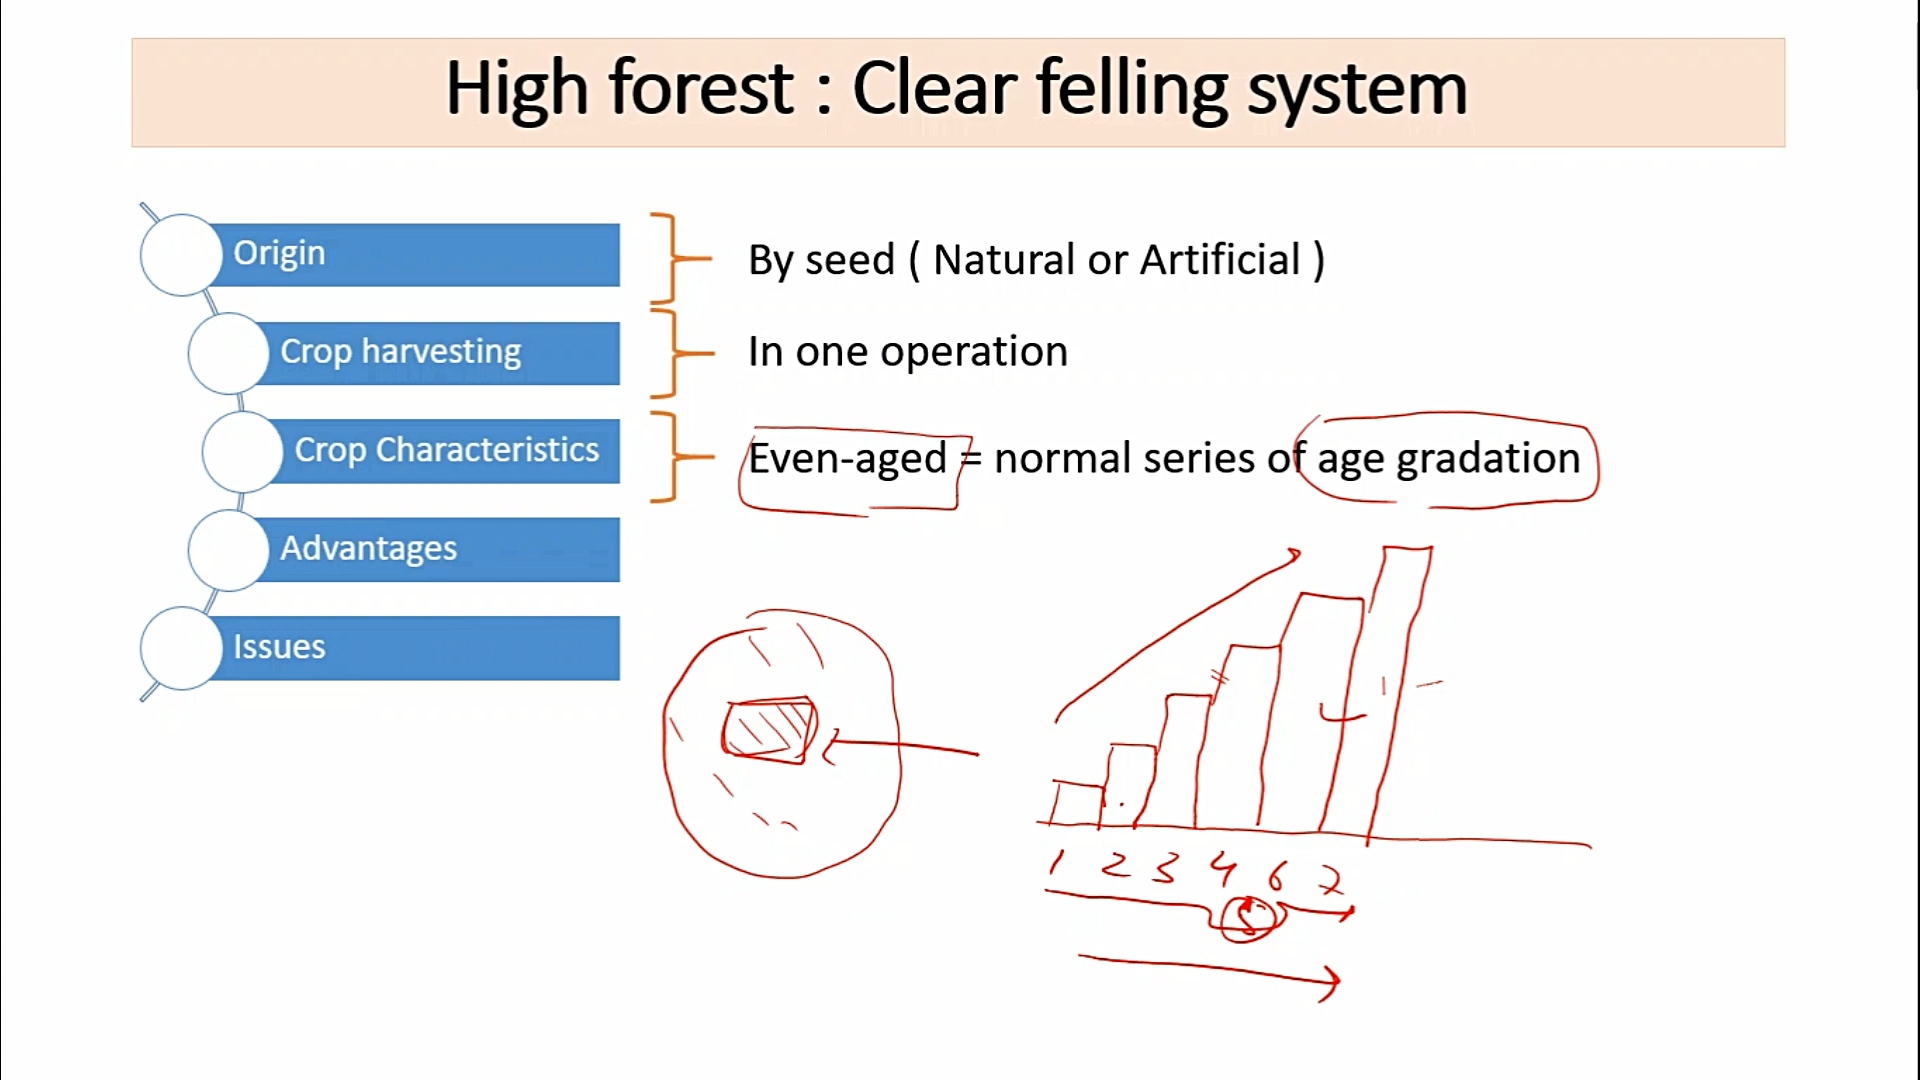 High forest : Clear felling system
Origin
By seed ( Natural or Artificial )
Crop harvesting
In one operation
Crop Characteristics
Even-aged = normal series of age gradation
Advantages
Issues
1 2 3 4 6 7
5